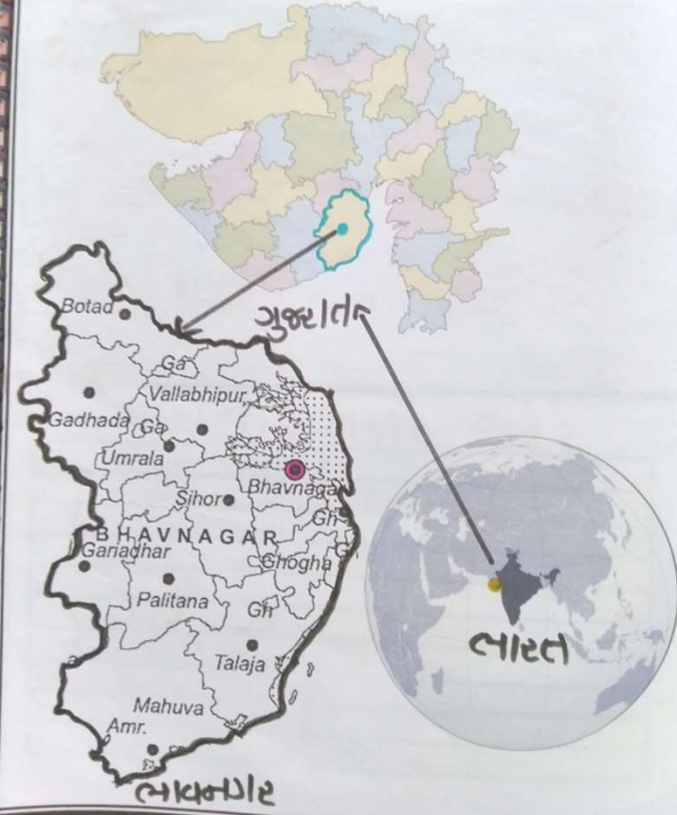 Botad
ગુજરાત
Ga
Vallabhipur
Gadhada
Ga
Umrala
Bhavnagar
Sihor
Gh
BHAVNAGAR
Gariadhar
G
Ghogha
Palitana
Gh
ભારત
Talaja
Mahuva
Amr.
ભાવનગર